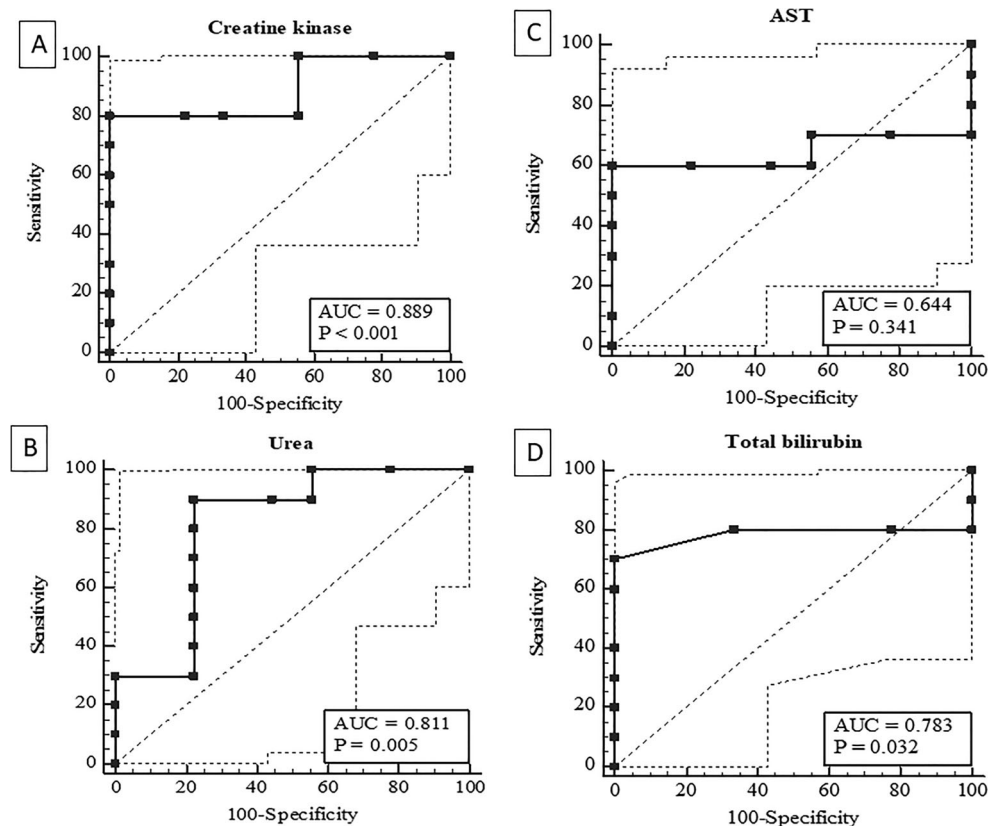 A
Creatine kinase
100
80
60
40
20
0
Sensitivity
AUC = 0.889
P < 0.001
0 20 40 60 80 100
100-Specificity
C
AST
100
80
60
40
20
0
Sensitivity
AUC = 0.644
P = 0.341
0 20 40 60 80 100
100-Specificity
B
Urea
100
80
60
40
20
0
Sensitivity
AUC = 0.811
P = 0.005
0 20 40 60 80 100
100-Specificity
D
Total bilirubin
100
80
60
40
20
0
Sensitivity
AUC = 0.783
P = 0.032
0 20 40 60 80 100
100-Specificity